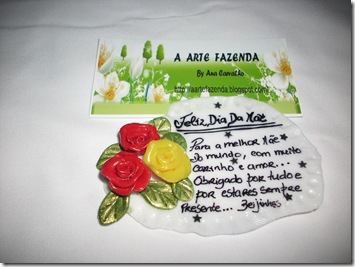 A ARTE FAZENDA
By Ana Carvalho
http://aartefazenda.blogspot.com/
Feliz Dia Da Mãe
Para a melhor Mãe
do mundo, com muito
carinho e amor...
Obrigado por tudo e
por estares sempre
Presente... Beijinhos